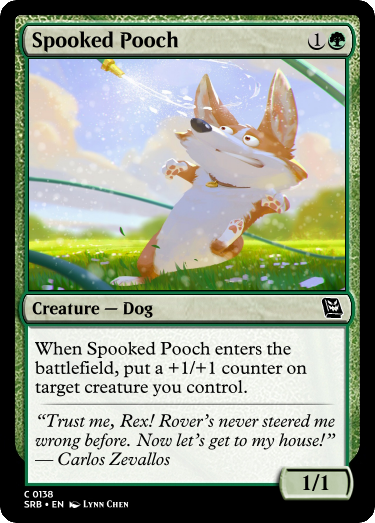 Spooked Pooch 1
Creature — Dog
When Spooked Pooch enters the
battlefield, put a +1/+1 counter on
target creature you control.
“Trust me, Rex! Rover’s never steered me
wrong before. Now let’s get to my house!”
— Carlos Zevallos
1/1
C 0138
SRB • EN Lynn Chen